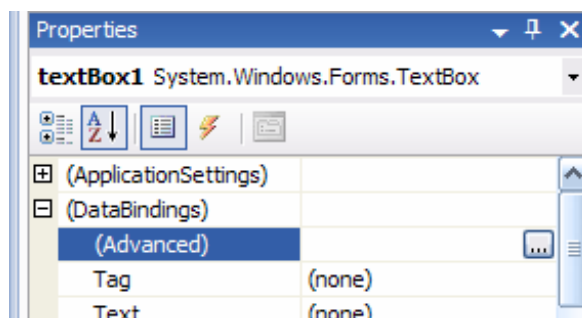 Properties
textBox1 System.Windows.Forms.TextBox
A
Z
(ApplicationSettings)
(DataBindings)
(Advanced)
...
Tag (none)
Text (none)